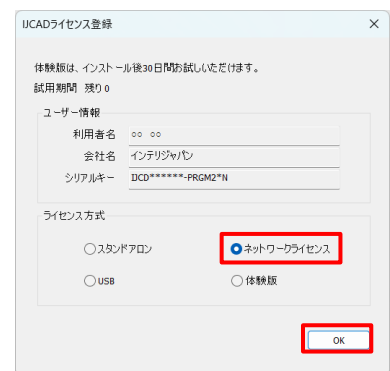 IJCADライセンス登録
体験版は、インストール後30日間お試しいただけます。
試用期間 残り0
ユーザー情報
利用者名 ○○ ○○
会社名 インテリジャパン
シリアルキー IJCD******-PRGM2*N
ライセンス方式
スタンドアロン ネットワークライセンス
USB 体験版
OK